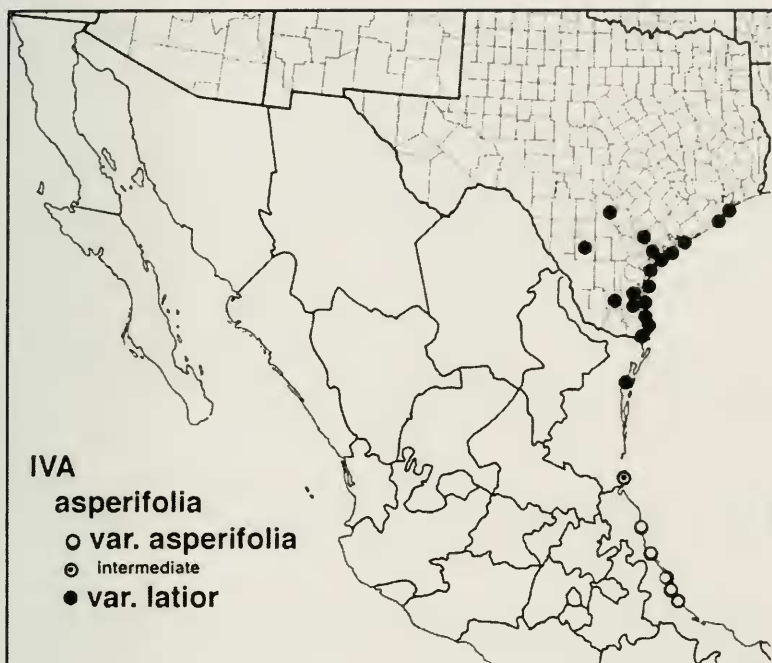 IVA
asperifolia
var. asperifolia
intermediate
var. latior